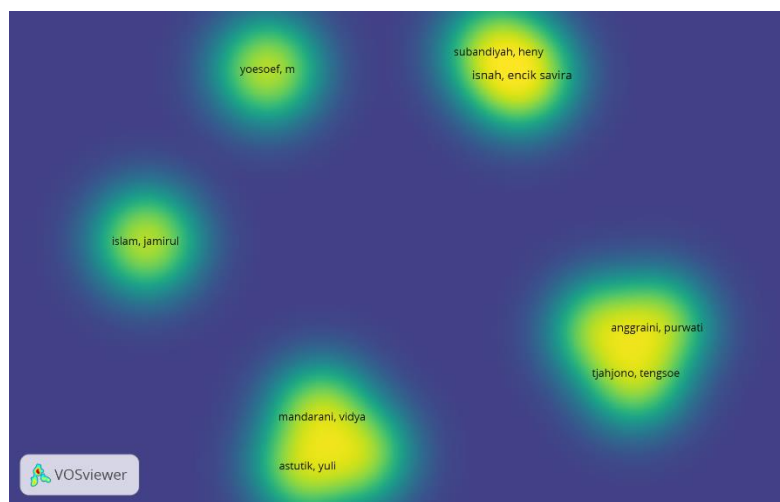 subandiyah, heny
yoesoef, m
isnah, encik savira
islam, jamirul
anggraini, purwati
tjahjono, tengsoe
mandarani, vidya
astutik, yuli
VOSviewer